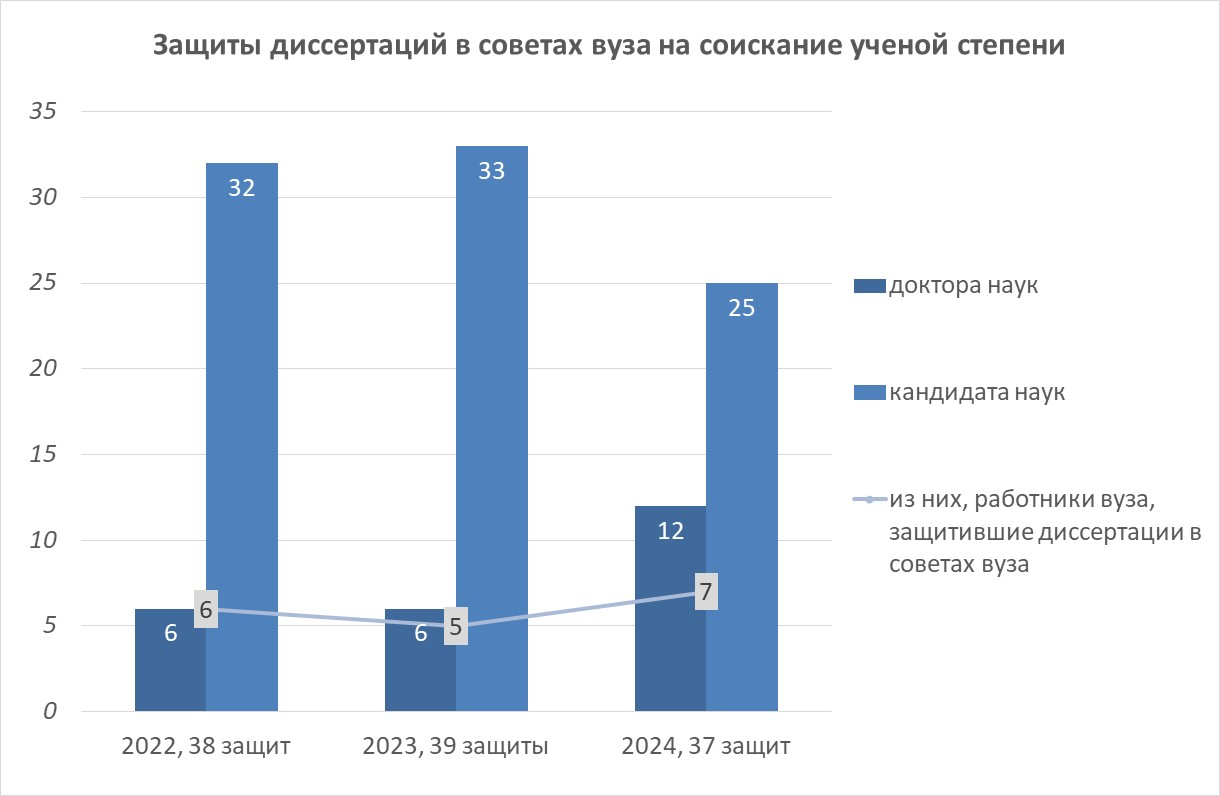 Защиты диссертаций в советах вуза на соискание ученой степени
35
30
25
20
15
10
5
0
32
33
25
6
6
12
6
5
7
2022, 38 защит
2023, 39 защиты
2024, 37 защит
доктора наук
кандидата наук
из них, работники вуза,
защитившие диссертации в
советах вуза